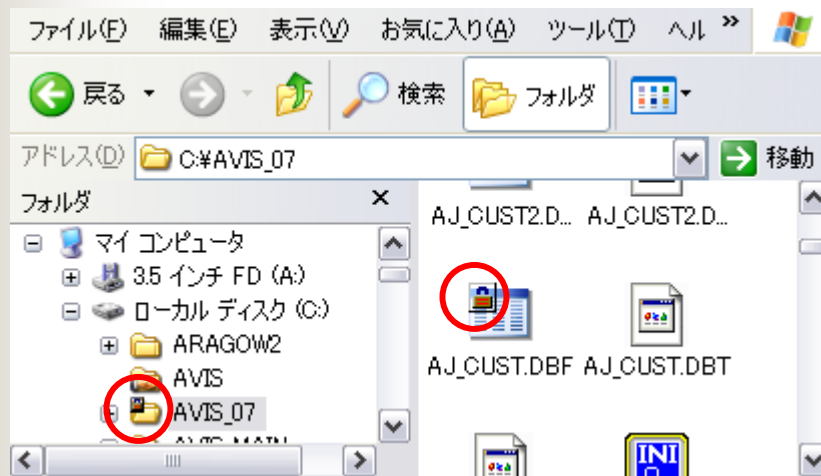 ファイル(F) 編集(E) 表示(V) お気に入り(A) ツール(T) ヘル »
戻る 検索 フォルダ
アドレス(D) C:¥AVIS_07 移動
フォルダ ×
マイ コンピュータ
3.5 インチ FD (A:)
ローカル ディスク (C:)
ARAGOW2
AVIS
AVIS_07
AJ_CUST2.D... AJ_CUST2.D...
AJ_CUST.DBF AJ_CUST.DBT
INI